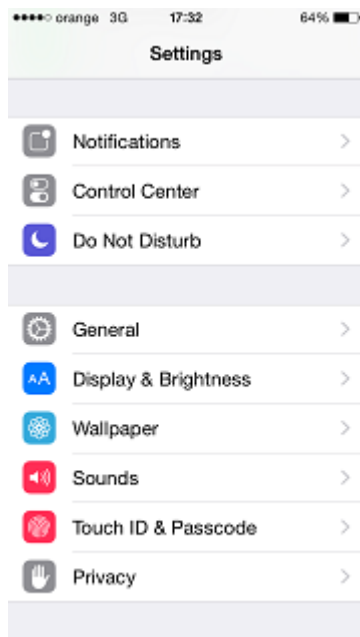 orange 3G 17:32 64%
Settings
Notifications
Control Center
Do Not Disturb
General
AA Display & Brightness
Wallpaper
Sounds
Touch ID & Passcode
Privacy